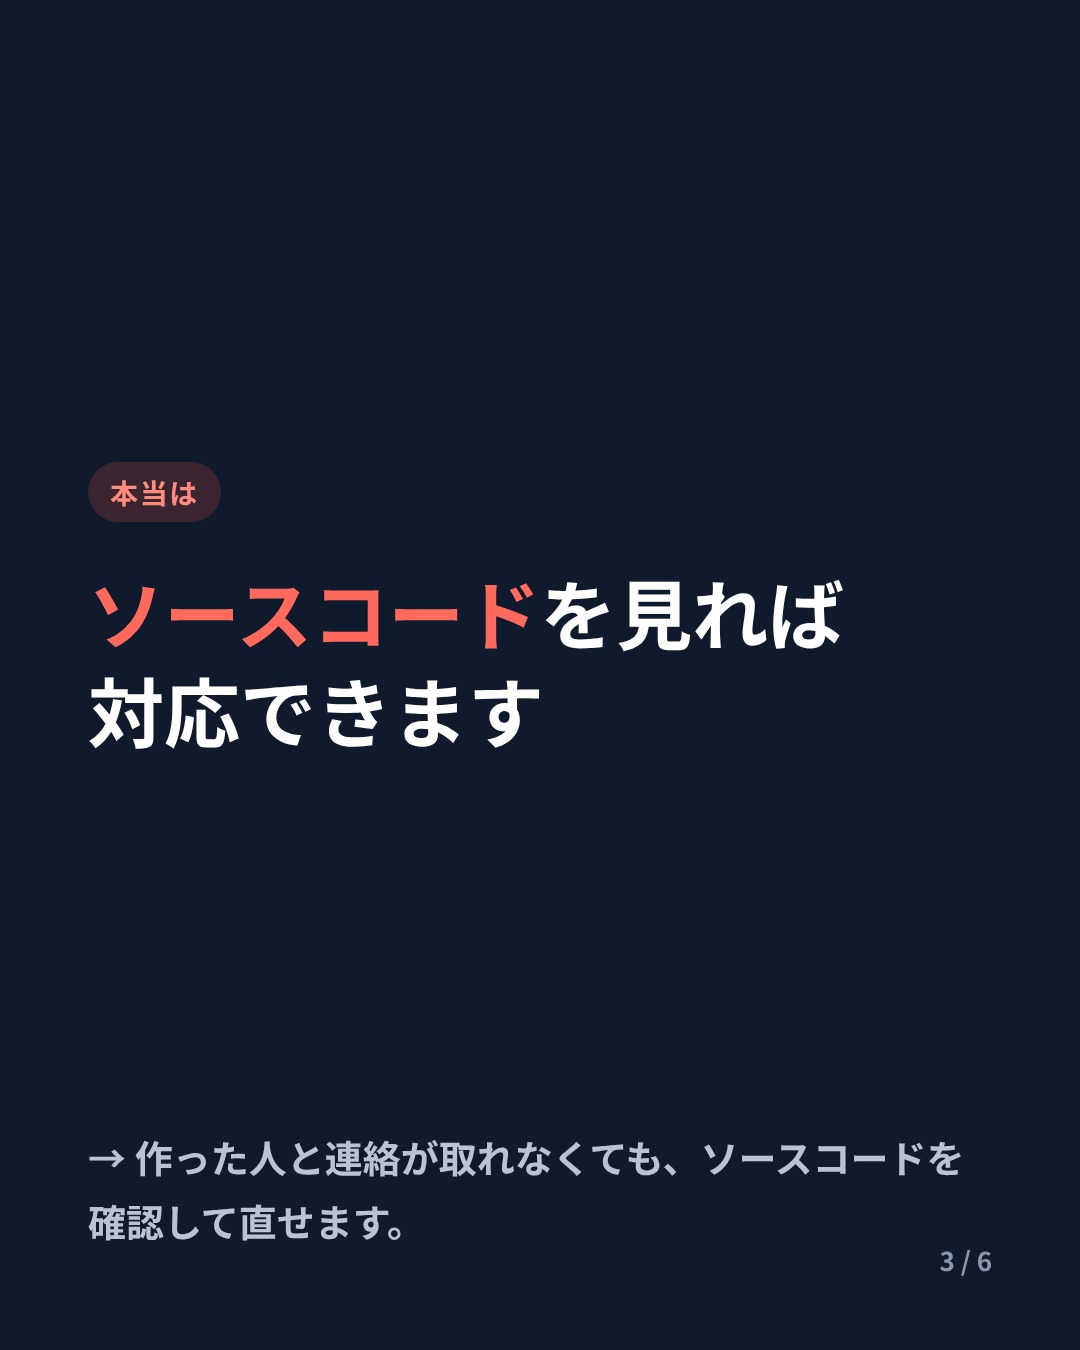 本当は
ソースコードを見れば
対応できます
→ 作った人と連絡が取れなくても、ソースコードを
確認して直せます。
3 / 6